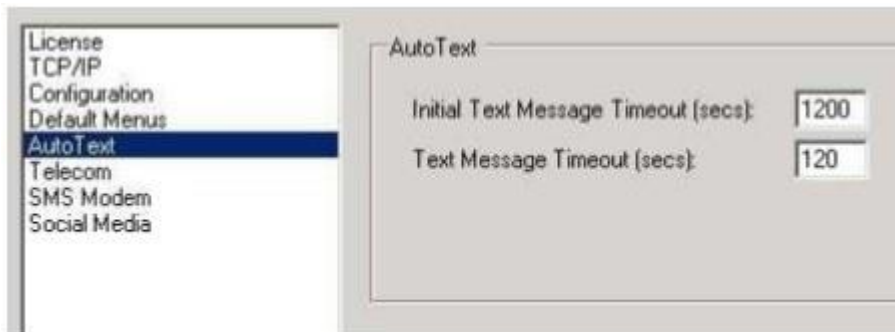 License
TCP/IP
Configuration
Default Menus
AutoText
Telecom
SMS Modem
Social Media
AutoText
Initial Text Message Timeout (secs): 1200
Text Message Timeout (secs): 120